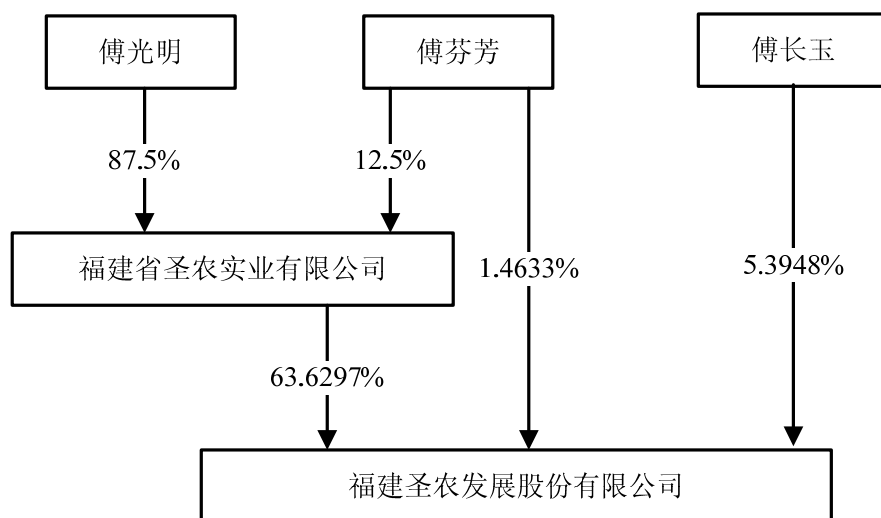 傅光明
傅芬芳
傅长玉
87.5%
12.5%
福建省圣农实业有限公司
1.4633%
5.3948%
63.6297%
福建圣农发展股份有限公司